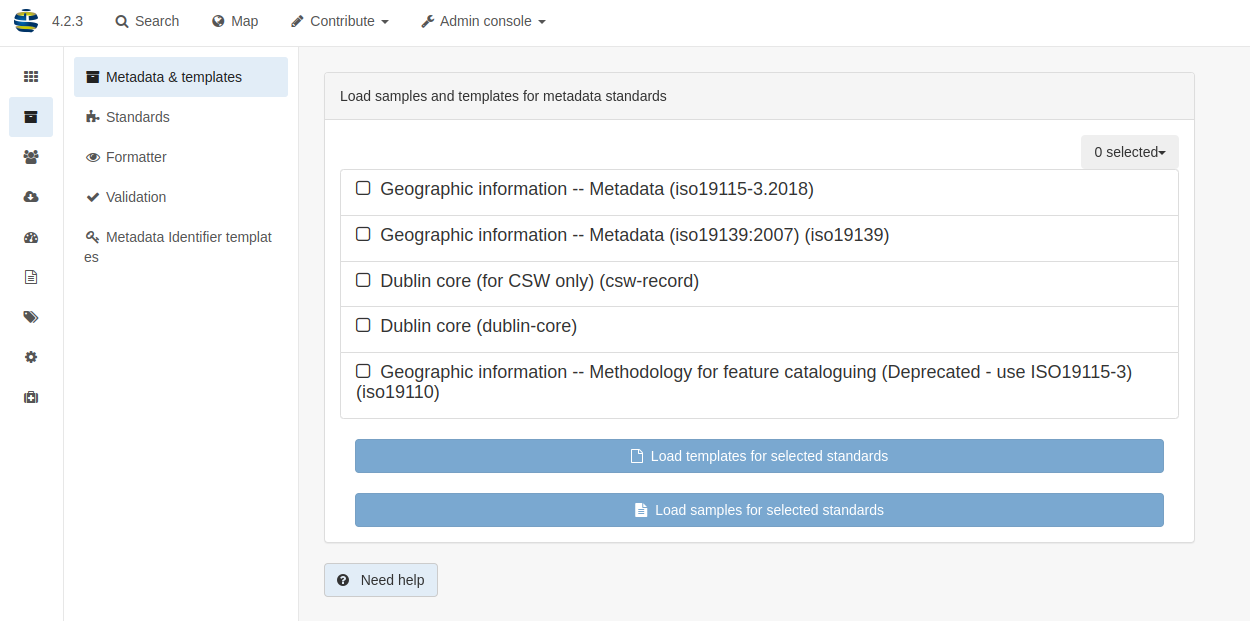 4.2.3 Search Map Contribute Admin console
Metadata & templates
Standards
Formatter
Validation
Metadata Identifier templat
es
Load samples and templates for metadata standards
0 selected
Geographic information -- Metadata (iso19115-3.2018)
Geographic information -- Metadata (iso19139:2007) (iso19139)
Dublin core (for CSW only) (csw-record)
Dublin core (dublin-core)
Geographic information -- Methodology for feature cataloguing (Deprecated - use ISO19115-3)
(iso19110)
Load templates for selected standards
Load samples for selected standards
Need help